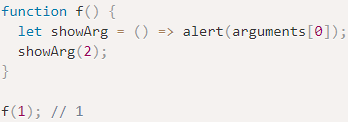 function f() {
  let showArg = () => alert(arguments[0]);
  showArg(2);
}

f(1); // 1